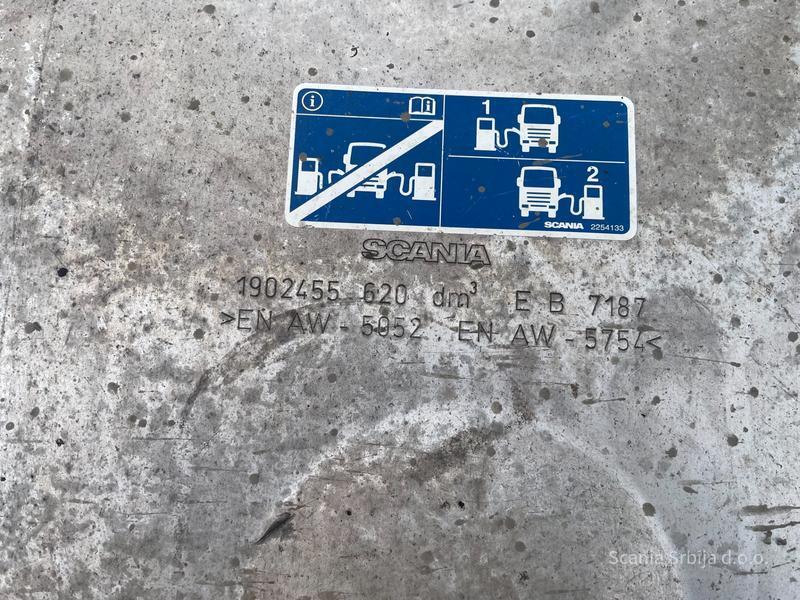 1
2
SCANIA 2254133
SCANIA
1902455 620 dm³ E B 7187
>EN AW - 5052 EN AW - 5754<
Scania Srbija d.o.o.